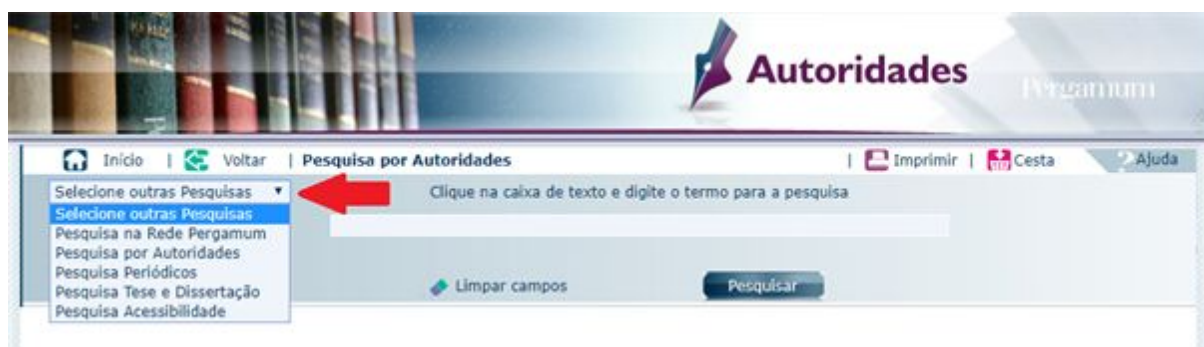 Autoridades
Pergamum
Início | Voltar | Pesquisa por Autoridades | Imprimir | Cesta ? Ajuda
Selecione outras Pesquisas ▼ Clique na caixa de texto e digite o termo para a pesquisa
Selecione outras Pesquisas
Pesquisa na Rede Pergamum
Pesquisa por Autoridades
Pesquisa Periódicos
Pesquisa Tese e Dissertação
Pesquisa Acessibilidade
Limpar campos Pesquisar